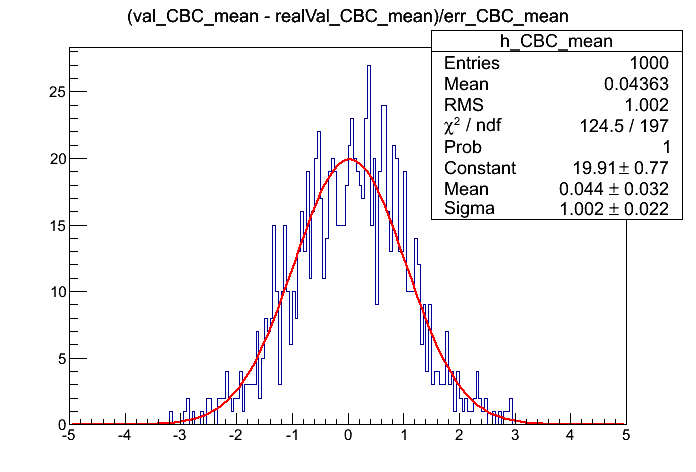 (val_CBC_mean - realVal_CBC_mean)/err_CBC_mean
h_CBC_mean
Entries 1000
Mean 0.04363
RMS 1.002
χ² / ndf 124.5 / 197
Prob 1
Constant 19.91 ± 0.77
Mean 0.044 ± 0.032
Sigma 1.002 ± 0.022
25
20
15
10
5
0
-5 -4 -3 -2 -1 0 1 2 3 4 5